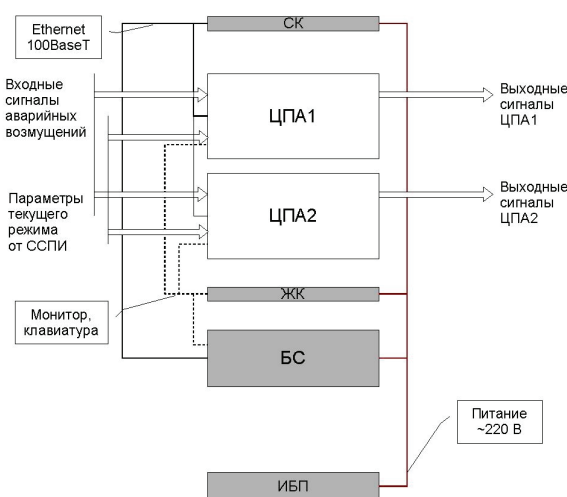 Ethernet
100BaseT
СК
Входные
сигналы
аварийных
возмущений
ЦПА1
Выходные
сигналы
ЦПА1
Параметры
текущего
режима
от ССПИ
ЦПА2
Выходные
сигналы
ЦПА2
Монитор,
клавиатура
ЖК
БС
Питание
~220 В
ИБП